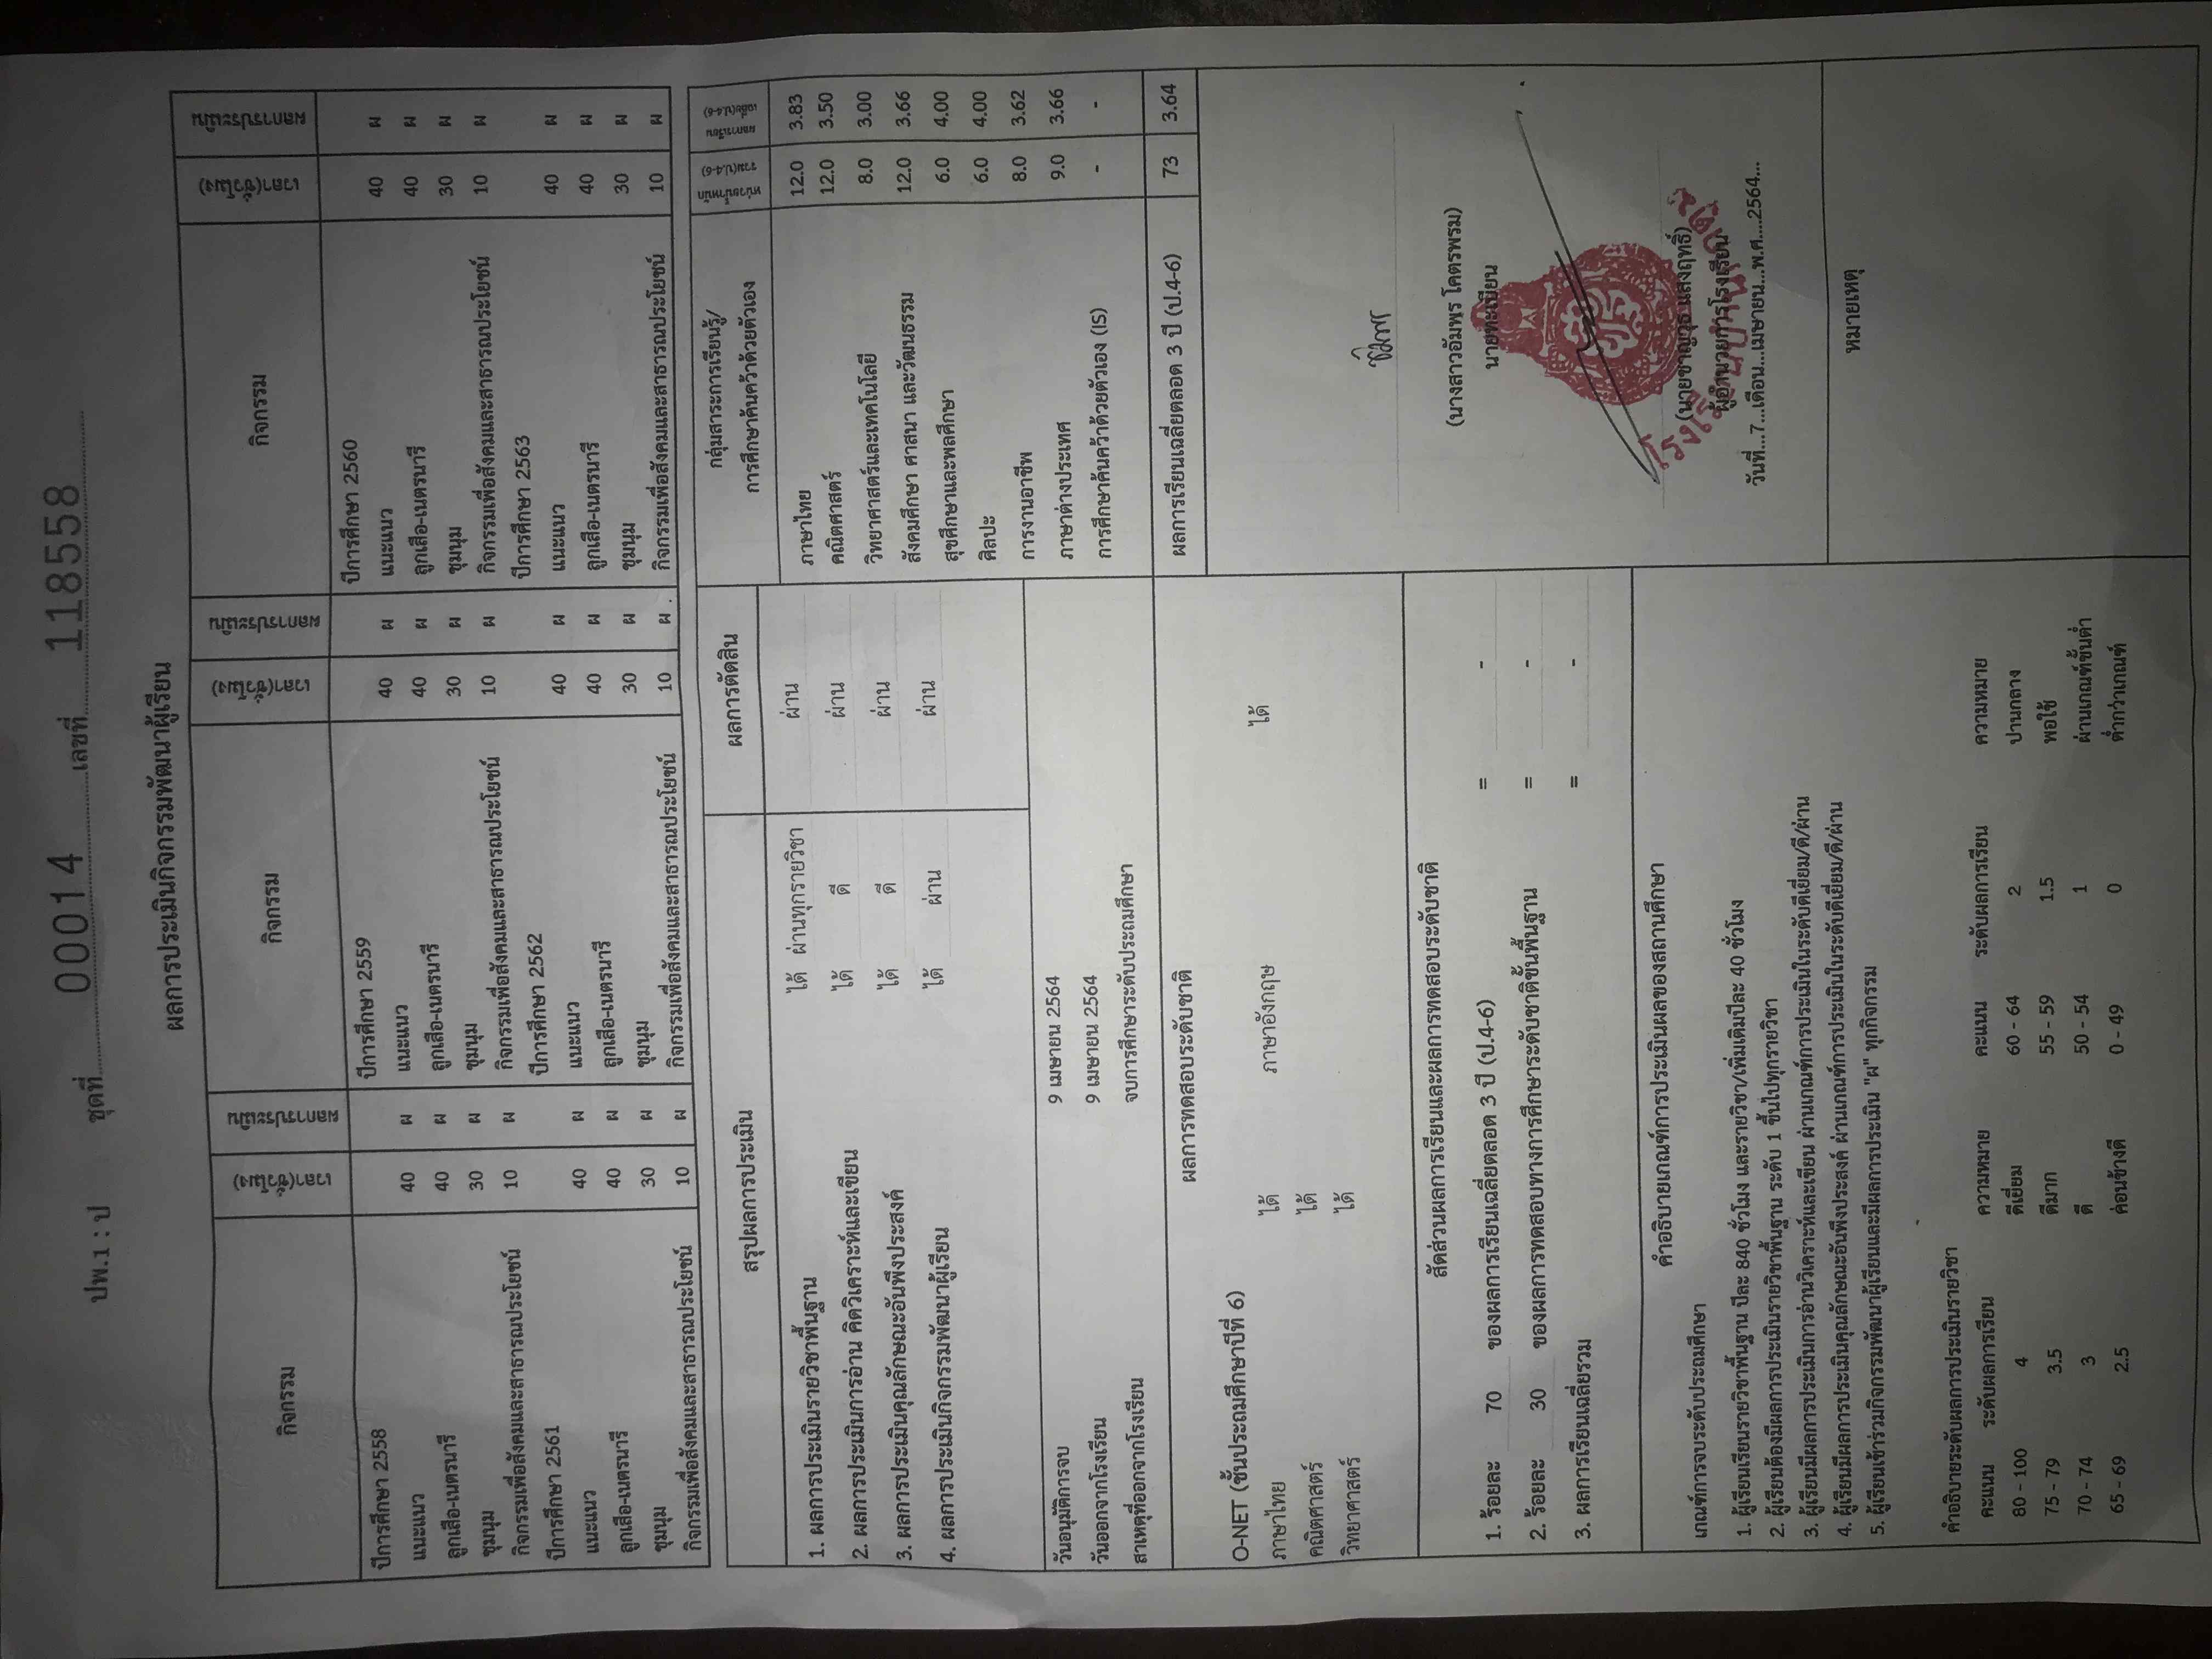 ปพ.1 : ป ชุดที่ 00014 เลขที่ 118558
ผลการประเมินกิจกรรมพัฒนาผู้เรียน
กิจกรรม เวลา(ชั่วโมง) ผลการประเมิน กิจกรรม เวลา(ชั่วโมง) ผลการประเมิน กิจกรรม เวลา(ชั่วโมง) ผลการประเมิน
ปีการศึกษา 2558 ปีการศึกษา 2559 ปีการศึกษา 2560
แนะแนว 40 ผ แนะแนว 40 ผ แนะแนว 40 ผ
ลูกเสือ-เนตรนารี 40 ผ ลูกเสือ-เนตรนารี 40 ผ ลูกเสือ-เนตรนารี 40 ผ
ชุมนุม 30 ผ ชุมนุม 30 ผ ชุมนุม 30 ผ
กิจกรรมเพื่อสังคมและสาธารณประโยชน์ 10 ผ กิจกรรมเพื่อสังคมและสาธารณประโยชน์ 10 ผ กิจกรรมเพื่อสังคมและสาธารณประโยชน์ 10 ผ
ปีการศึกษา 2561 ปีการศึกษา 2562 ปีการศึกษา 2563
แนะแนว 40 ผ แนะแนว 40 ผ แนะแนว 40 ผ
ลูกเสือ-เนตรนารี 40 ผ ลูกเสือ-เนตรนารี 40 ผ ลูกเสือ-เนตรนารี 40 ผ
ชุมนุม 30 ผ ชุมนุม 30 ผ ชุมนุม 30 ผ
กิจกรรมเพื่อสังคมและสาธารณประโยชน์ 10 ผ กิจกรรมเพื่อสังคมและสาธารณประโยชน์ 10 ผ กิจกรรมเพื่อสังคมและสาธารณประโยชน์ 10 ผ
สรุปผลการประเมิน ผลการตัดสิน
1. ผลการประเมินรายวิชาพื้นฐาน ได้ ผ่านทุกรายวิชา ผ่าน
2. ผลการประเมินการอ่าน คิดวิเคราะห์และเขียน ได้ ดี ผ่าน
3. ผลการประเมินคุณลักษณะอันพึงประสงค์ ได้ ดี ผ่าน
4. ผลการประเมินกิจกรรมพัฒนาผู้เรียน ได้ ผ่าน ผ่าน
วันอนุมัติการจบ 9 เมษายน 2564
วันออกจากโรงเรียน 9 เมษายน 2564
สาเหตุที่ออกจากโรงเรียน จบการศึกษาระดับประถมศึกษา
ผลการทดสอบระดับชาติ
O-NET (ชั้นประถมศึกษาปีที่ 6)
ภาษาไทย ได้ ภาษาอังกฤษ ได้
คณิตศาสตร์ ได้
วิทยาศาสตร์ ได้
สัดส่วนผลการเรียนและผลการทดสอบระดับชาติ
1. ร้อยละ 70 ของผลการเรียนเฉลี่ยตลอด 3 ปี (ป.4-6) = -
2. ร้อยละ 30 ของผลการทดสอบทางการศึกษาระดับชาติขั้นพื้นฐาน = -
3. ผลการเรียนเฉลี่ยรวม = -
คำอธิบายเกณฑ์การประเมินผลของสถานศึกษา
เกณฑ์การจบระดับประถมศึกษา
1. ผู้เรียนเรียนรายวิชาพื้นฐาน ปีละ 840 ชั่วโมง และรายวิชา/เพิ่มเติมปีละ 40 ชั่วโมง
2. ผู้เรียนต้องมีผลการประเมินรายวิชาพื้นฐาน ระดับ 1 ขึ้นไปทุกรายวิชา
3. ผู้เรียนมีผลการประเมินการอ่านวิเคราะห์และเขียน ผ่านเกณฑ์การประเมินในระดับดีเยี่ยม/ดี/ผ่าน
4. ผู้เรียนมีผลการประเมินคุณลักษณะอันพึงประสงค์ ผ่านเกณฑ์การประเมินในระดับดีเยี่ยม/ดี/ผ่าน
5. ผู้เรียนเข้าร่วมกิจกรรมพัฒนาผู้เรียนและมีผลการประเมิน "ผ" ทุกกิจกรรม
คำอธิบายระดับผลการประเมินรายวิชา
คะแนน ระดับผลการเรียน ความหมาย คะแนน ระดับผลการเรียน ความหมาย
80 - 100 4 ดีเยี่ยม 60 - 64 2 ปานกลาง
75 - 79 3.5 ดีมาก 55 - 59 1.5 พอใช้
70 - 74 3 ดี 50 - 54 1 ผ่านเกณฑ์ขั้นต่ำ
65 - 69 2.5 ค่อนข้างดี 0 - 49 0 ต่ำกว่าเกณฑ์
กลุ่มสาระการเรียนรู้/ หน่วยน้ำหนัก ผลการเรียน
การศึกษาค้นคว้าด้วยตัวเอง รวม(ป.4-6) เฉลี่ย(ป.4-6)
ภาษาไทย 12.0 3.83
คณิตศาสตร์ 12.0 3.50
วิทยาศาสตร์และเทคโนโลยี 8.0 3.00
สังคมศึกษา ศาสนา และวัฒนธรรม 12.0 3.66
สุขศึกษาและพลศึกษา 6.0 4.00
ศิลปะ 6.0 4.00
การงานอาชีพ 8.0 3.62
ภาษาต่างประเทศ 9.0 3.66
การศึกษาค้นคว้าด้วยตัวเอง (IS) - -
ผลการเรียนเฉลี่ยตลอด 3 ปี (ป.4-6) 73 3.64
(นางสาวอัมพร โคตรพรม)
นายทะเบียน
(นายชาญวุธ แสงฤทธิ์)
ผู้อำนวยการโรงเรียน
วันที่...7...เดือน...เมษายน...พ.ศ....2564...
หมายเหตุ